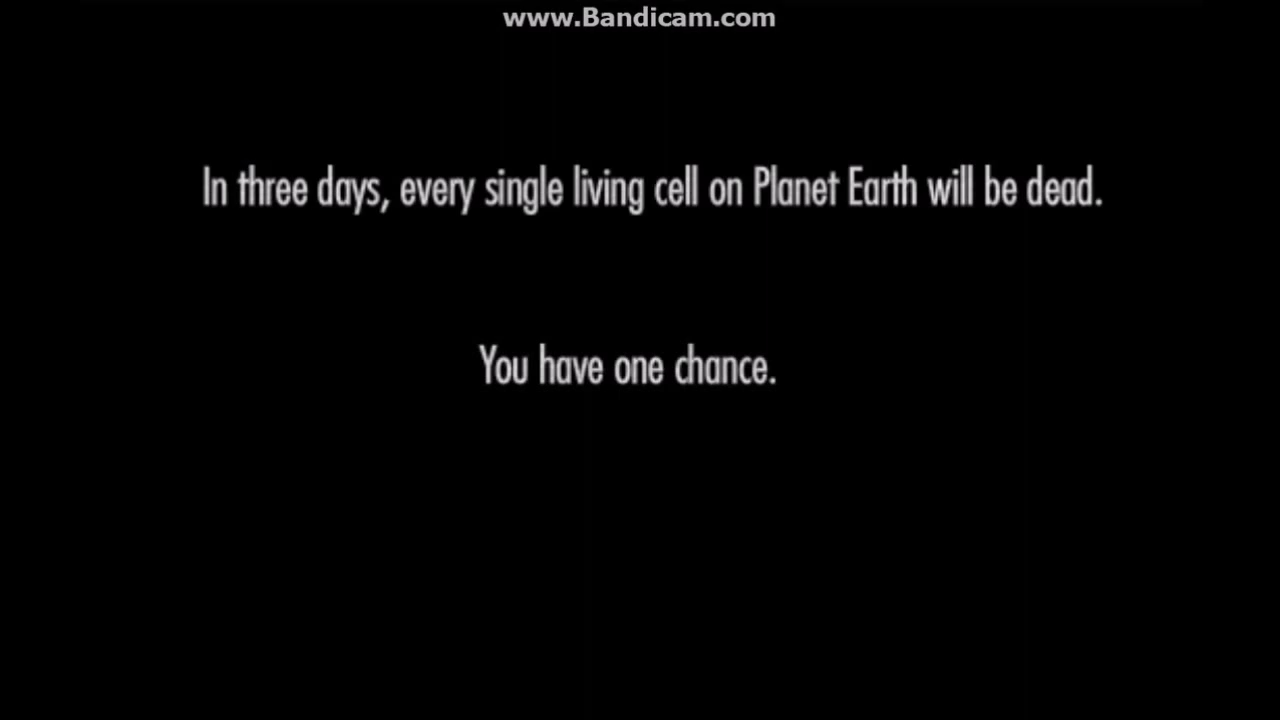 www.Bandicam.com
In three days, every single living cell on Planet Earth will be dead.
You have one chance.